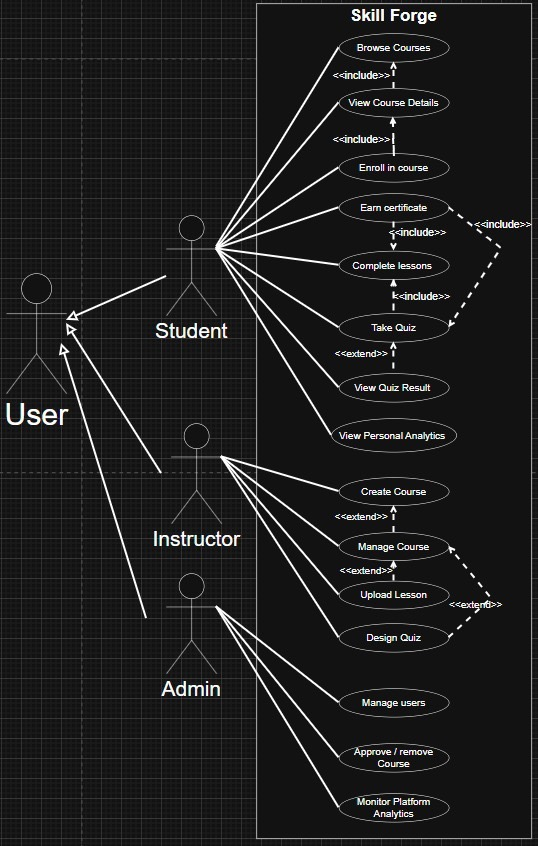 Skill Forge
Browse Courses
<<include>>
View Course Details
<<include>>
Enroll in course
Earn certificate
<<include>>
<<include>>
Complete lessons
<<include>>
Take Quiz
Student
<<extend>>
View Quiz Result
User
View Personal Analytics
Create Course
<<extend>>
Instructor
Manage Course
<<extend>>
Upload Lesson
<<extend>>
Design Quiz
Admin
Manage users
Approve / remove
Course
Monitor Platform
Analytics